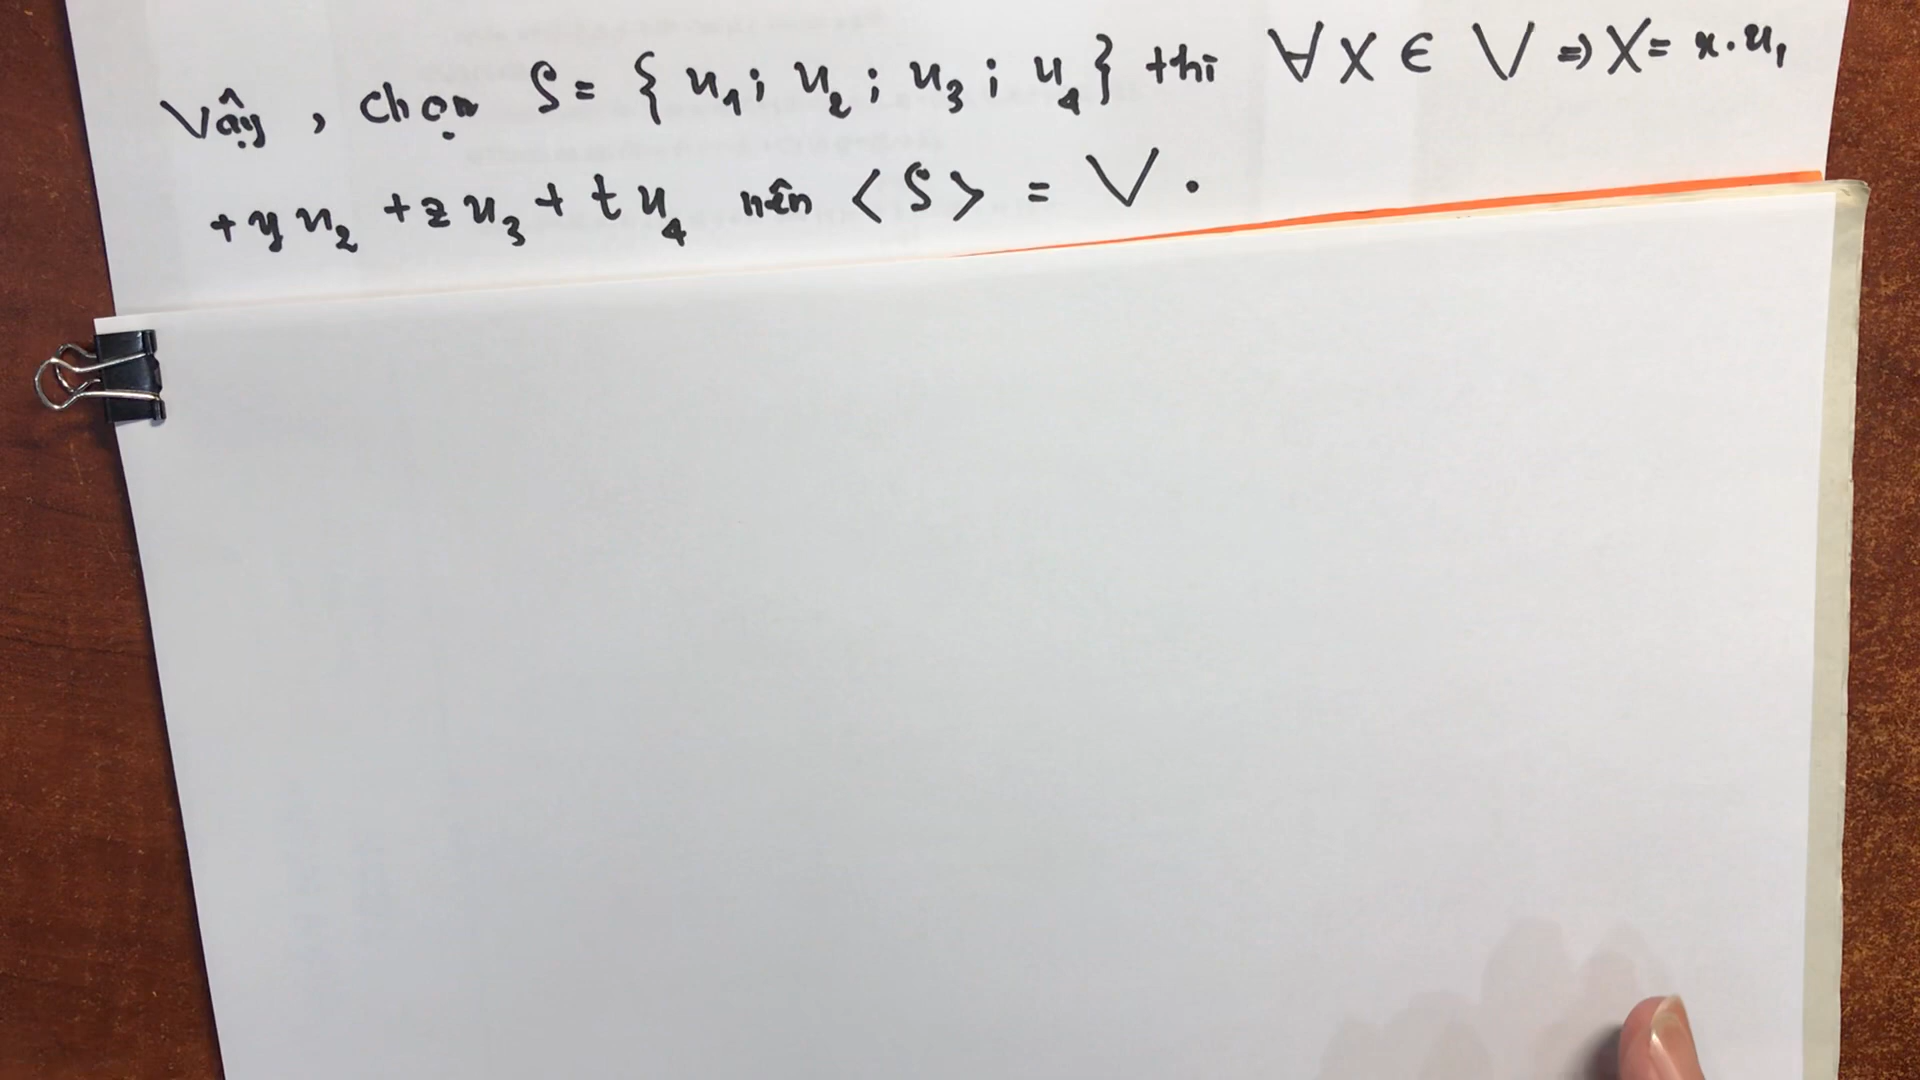 Vậy, chọn S = { u₁; u₂; u₃; u₄ } thì ∀ X ∈ V ⇒ X = x.u₁
+ y u₂ + z u₃ + t u₄ nên < S > = V.